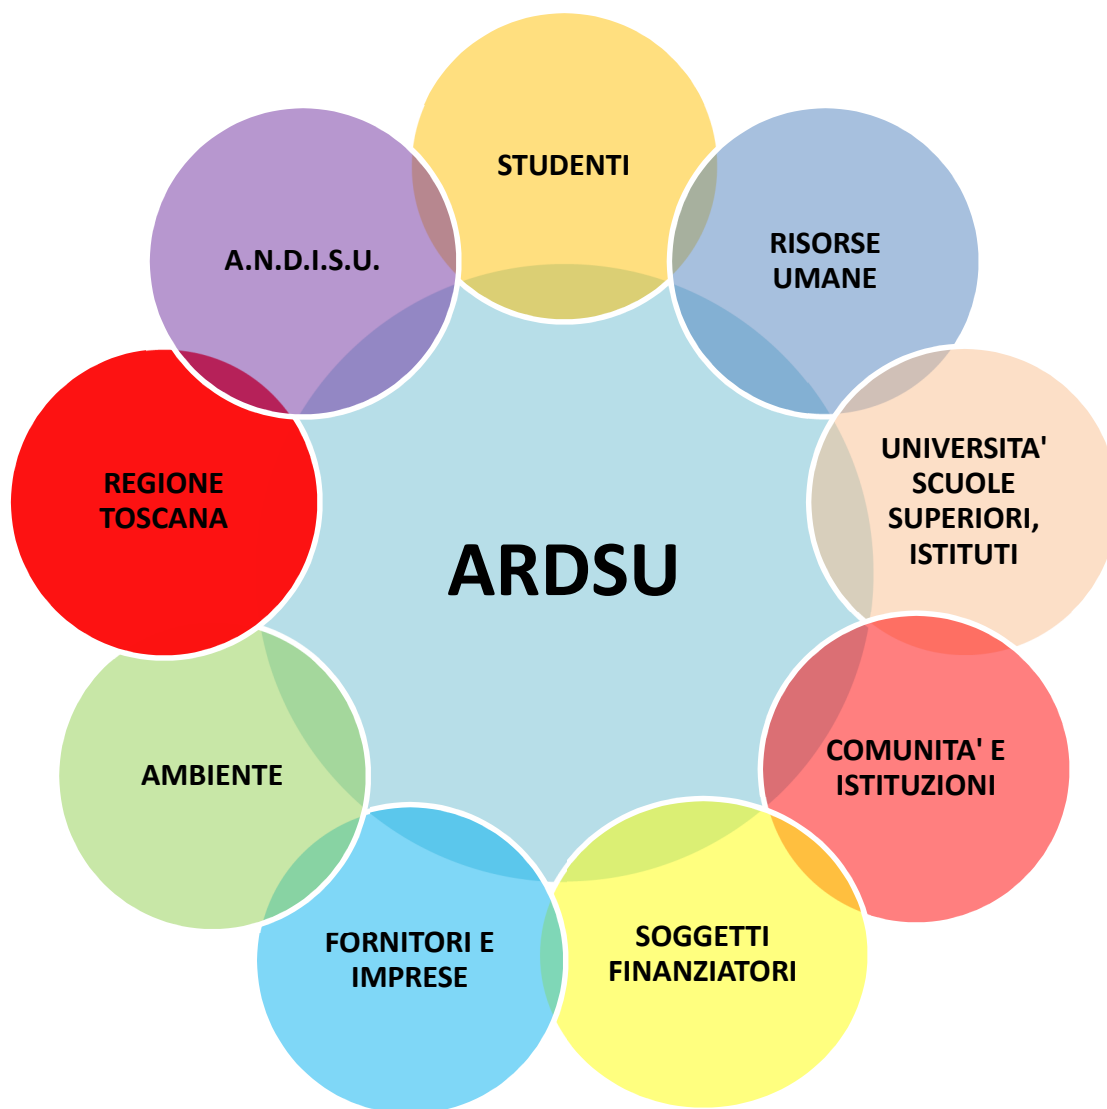 STUDENTI
RISORSE
UMANE
UNIVERSITA'
SCUOLE
SUPERIORI,
ISTITUTI
COMUNITA' E
ISTITUZIONI
SOGGETTI
FINANZIATORI
FORNITORI E
IMPRESE
AMBIENTE
REGIONE
TOSCANA
A.N.D.I.S.U.
ARDSU